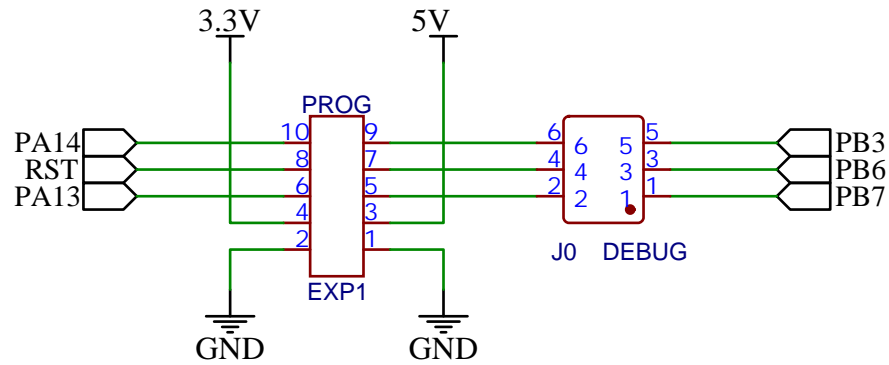 3.3V 5V
PROG
PA14 10 9 6 6 5 5 PB3
RST 8 7 4 4 3 3 PB6
PA13 6 5 2 2 1 1 PB7
4 3
2 1
J0 DEBUG
EXP1
GND GND